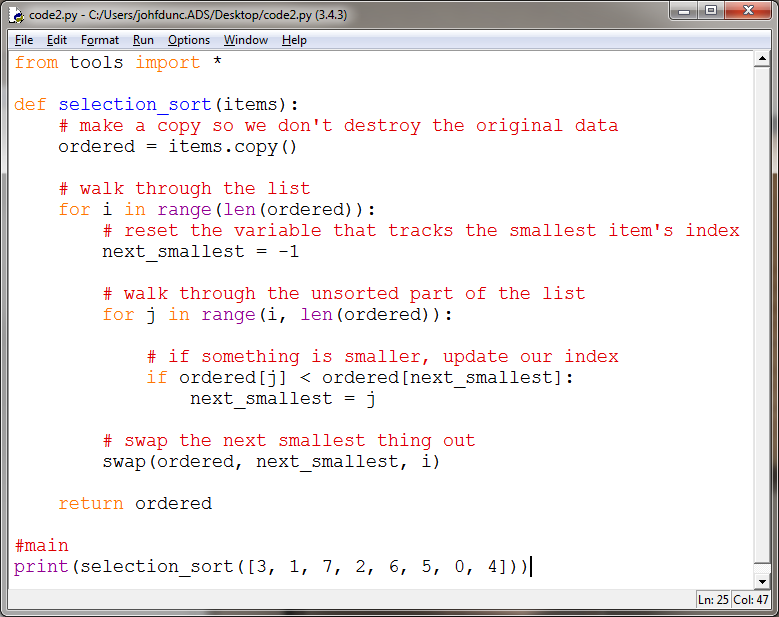 code2.py - C:/Users/johfdunc.ADS/Desktop/code2.py (3.4.3)
File Edit Format Run Options Window Help
from tools import *

def selection_sort(items):
    # make a copy so we don't destroy the original data
    ordered = items.copy()

    # walk through the list
    for i in range(len(ordered)):
        # reset the variable that tracks the smallest item's index
        next_smallest = -1

        # walk through the unsorted part of the list
        for j in range(i, len(ordered)):

            # if something is smaller, update our index
            if ordered[j] < ordered[next_smallest]:
                next_smallest = j

        # swap the next smallest thing out
        swap(ordered, next_smallest, i)

    return ordered

#main
print(selection_sort([3, 1, 7, 2, 6, 5, 0, 4]))
Ln: 25 Col: 47